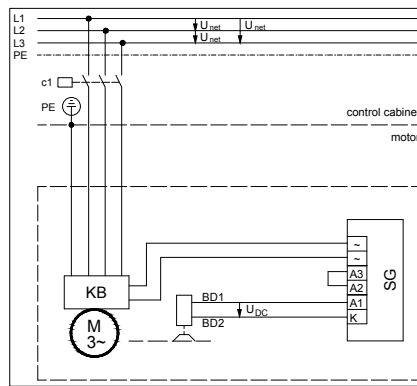 L1
L2
L3
PE
U net
U net
U net
c1
PE
control cabine
motor
KB
M
3~
BD1
BD2
U DC
~
~
A3
A2
A1
K
SG